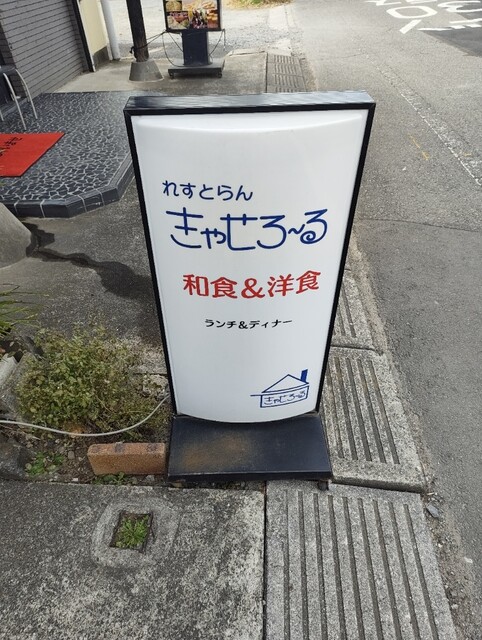 れすとらん
きゃせろ～る
和食&洋食
ランチ&ディナー
きゃせろ～る